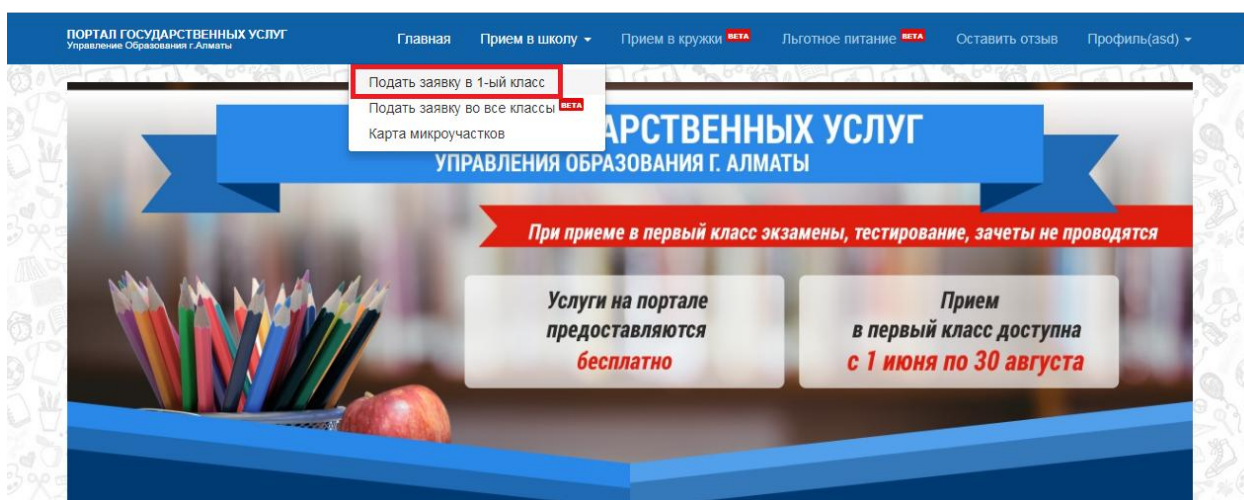 ПОРТАЛ ГОСУДАРСТВЕННЫХ УСЛУГ
Управление Образования г.Алматы
Главная Прием в школу Прием в кружки BETA Льготное питание BETA Оставить отзыв Профиль(asd)
Подать заявку в 1-ый класс
Подать заявку во все классы BETA
Карта микроучастков
АРСТВЕННЫХ УСЛУГ
УПРАВЛЕНИЯ ОБРАЗОВАНИЯ Г. АЛМАТЫ
При приеме в первый класс экзамены, тестирование, зачеты не проводятся
Услуги на портале
предоставляются
бесплатно
Прием
в первый класс доступна
с 1 июня по 30 августа